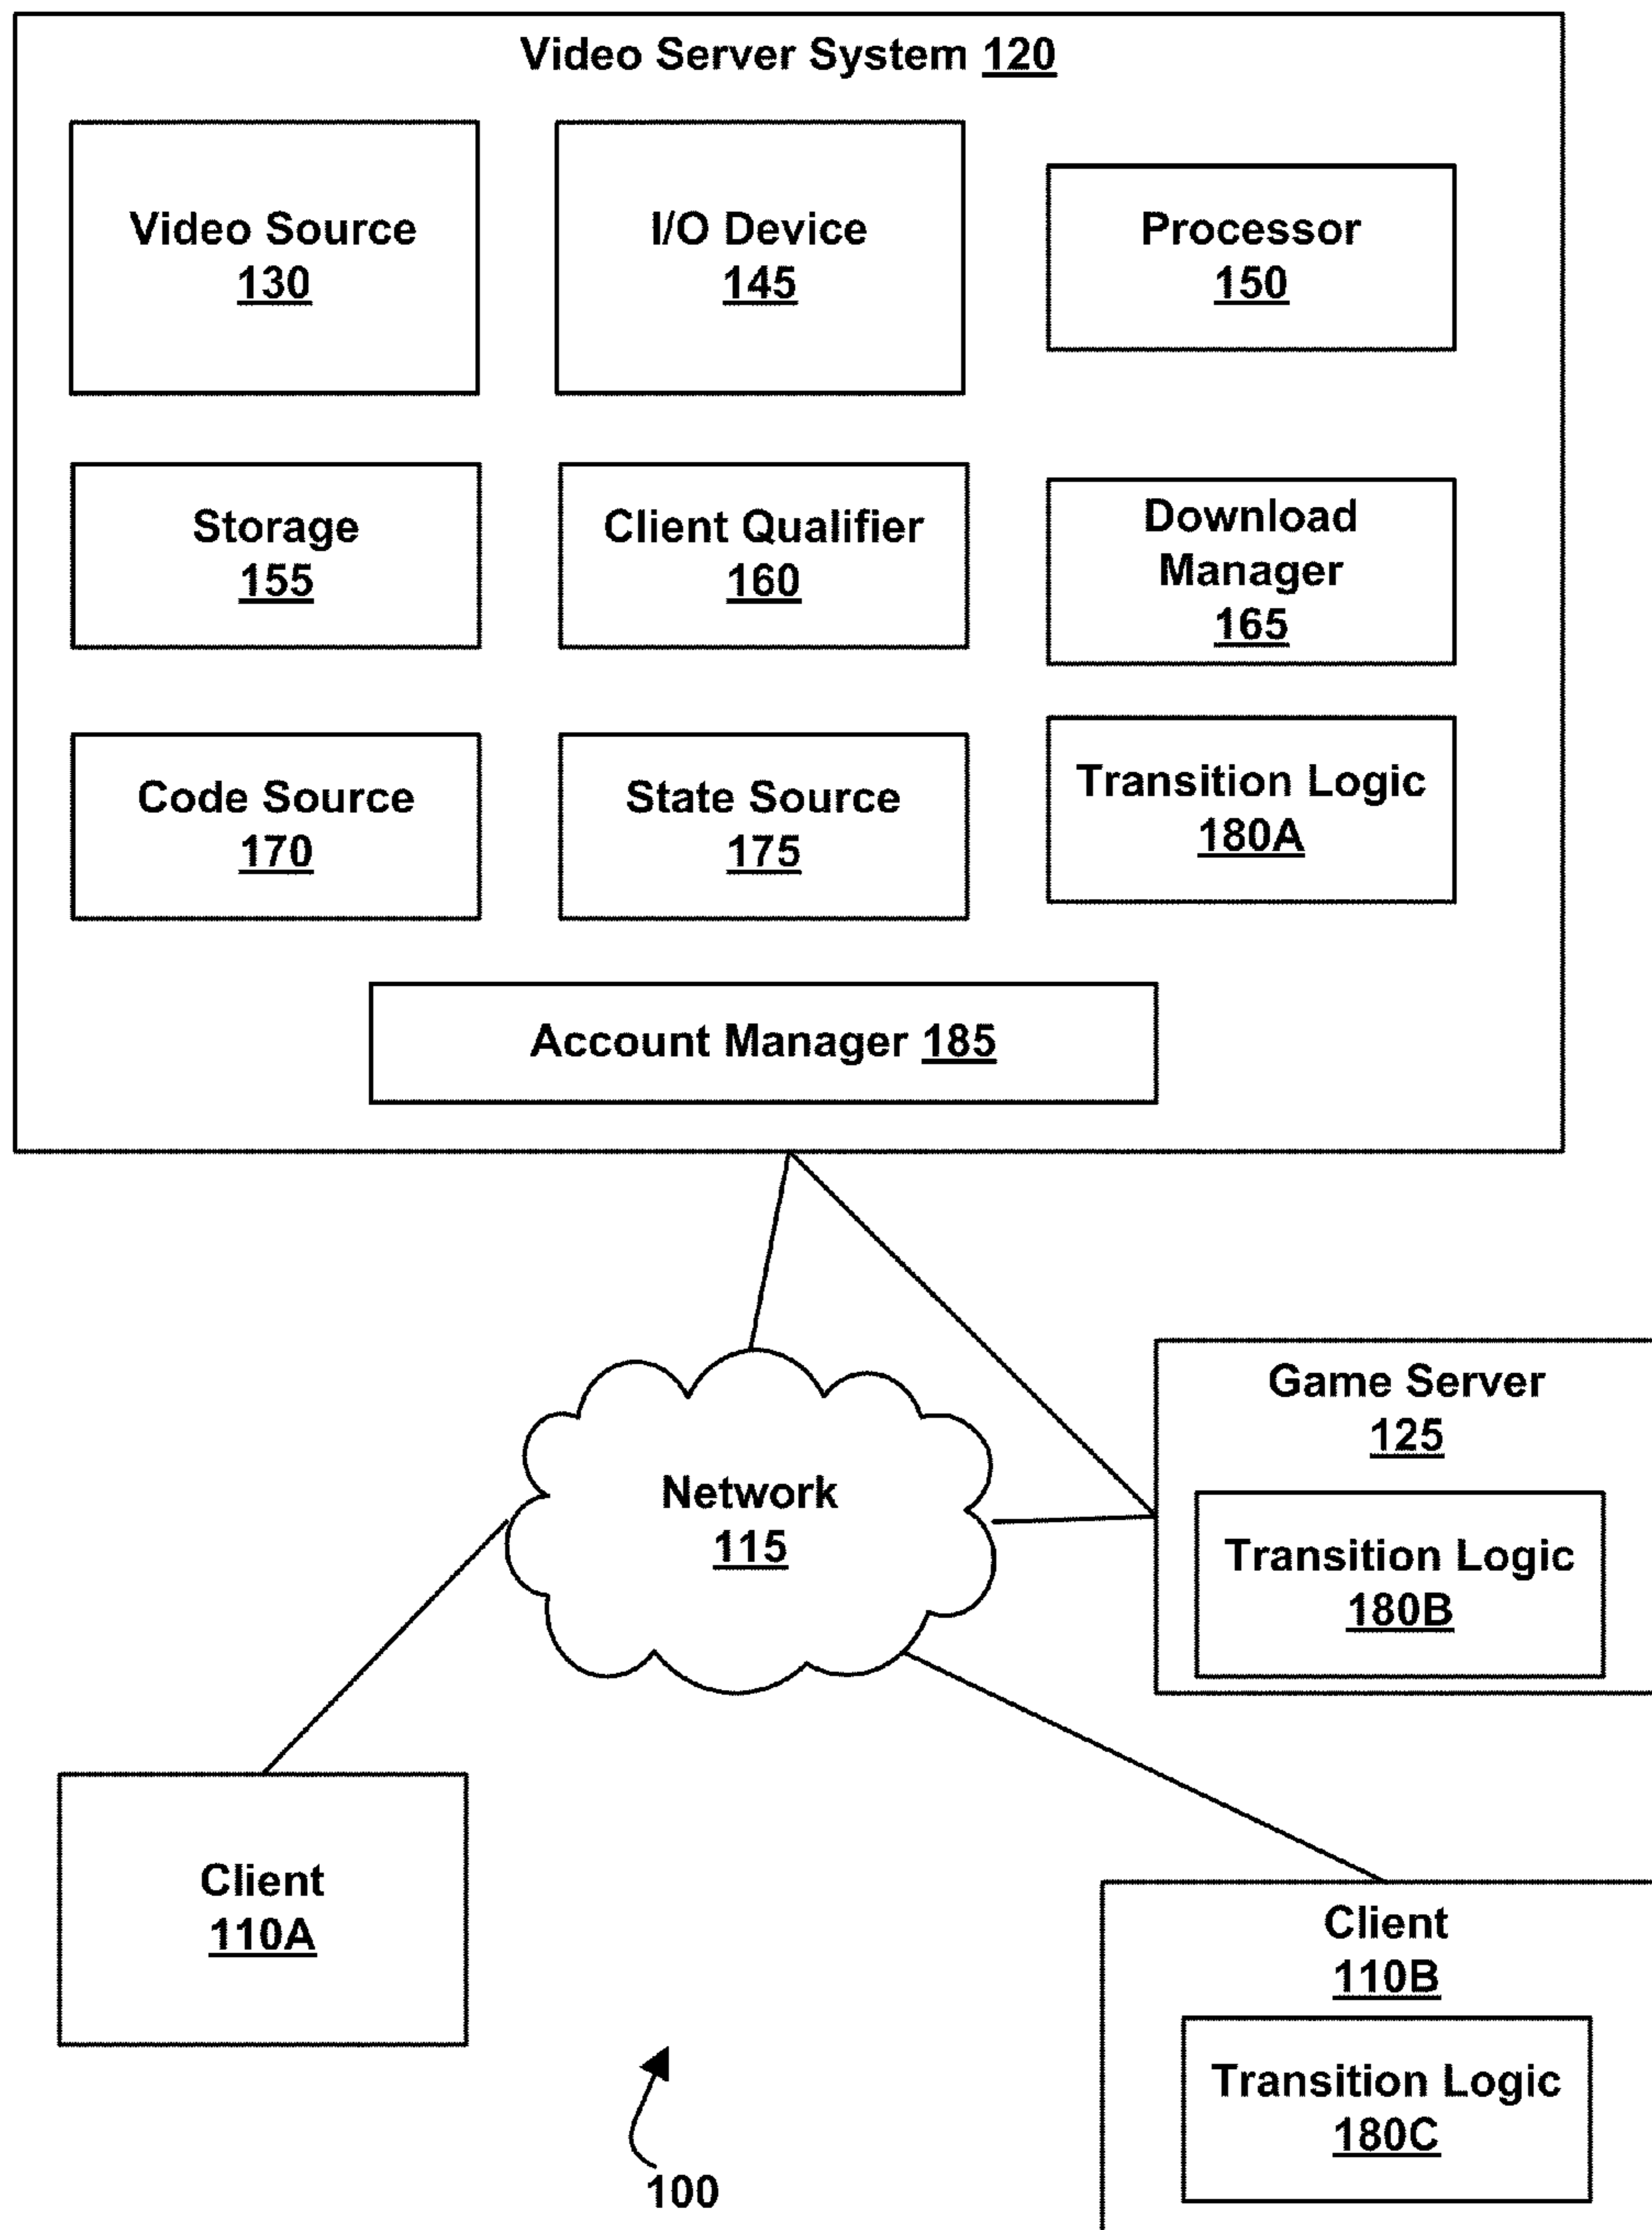 Video Server System 120
Video Source
130
I/O Device
145
Processor
150
Storage
155
Client Qualifier
160
Download
Manager
165
Code Source
170
State Source
175
Transition Logic
180A
Account Manager 185
Game Server
125
Transition Logic
180B
Network
115
Client
110A
Client
110B
Transition Logic
180C
100